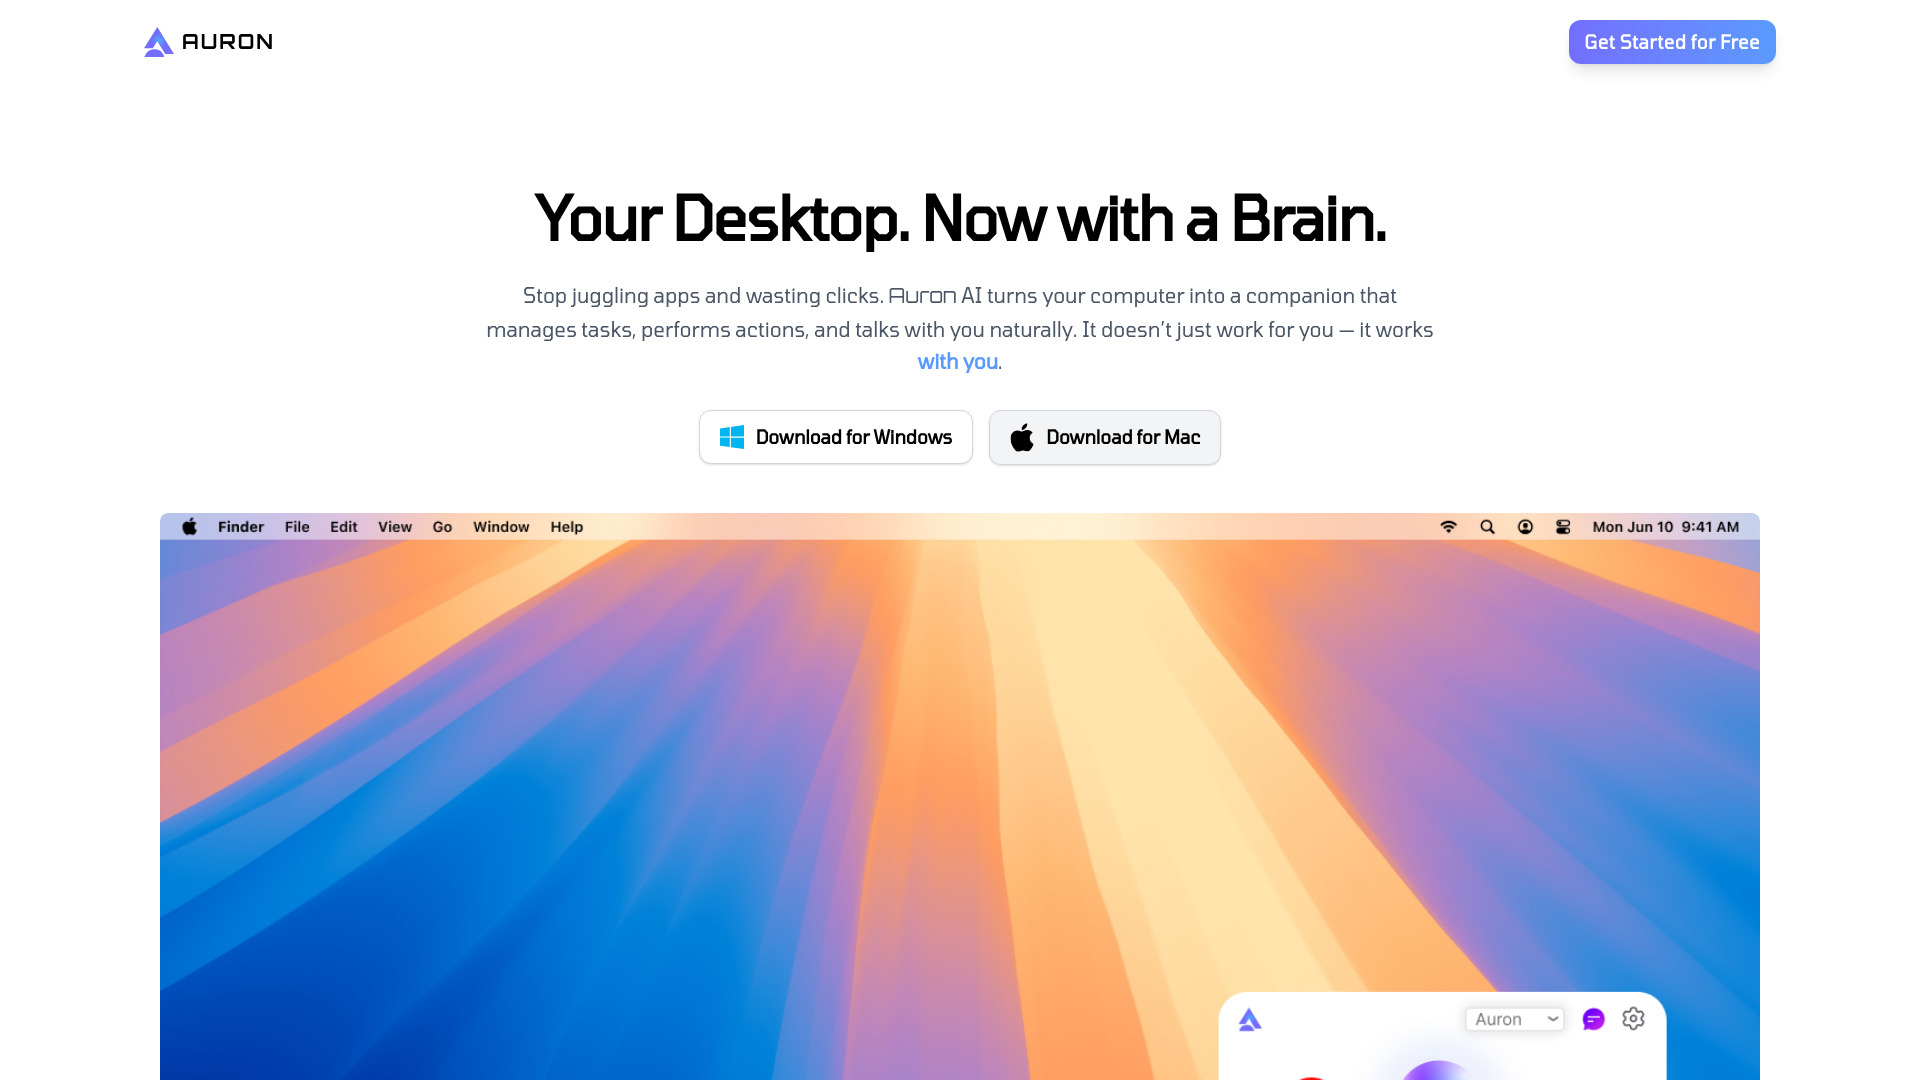 AURON
Get Started for Free
Your Desktop. Now with a Brain.
Stop juggling apps and wasting clicks. Auron AI turns your computer into a companion that
manages tasks, performs actions, and talks with you naturally. It doesn't just work for you — it works
with you.
Download for Windows
Download for Mac
Finder File Edit View Go Window Help
Mon Jun 10 9:41 AM
Auron